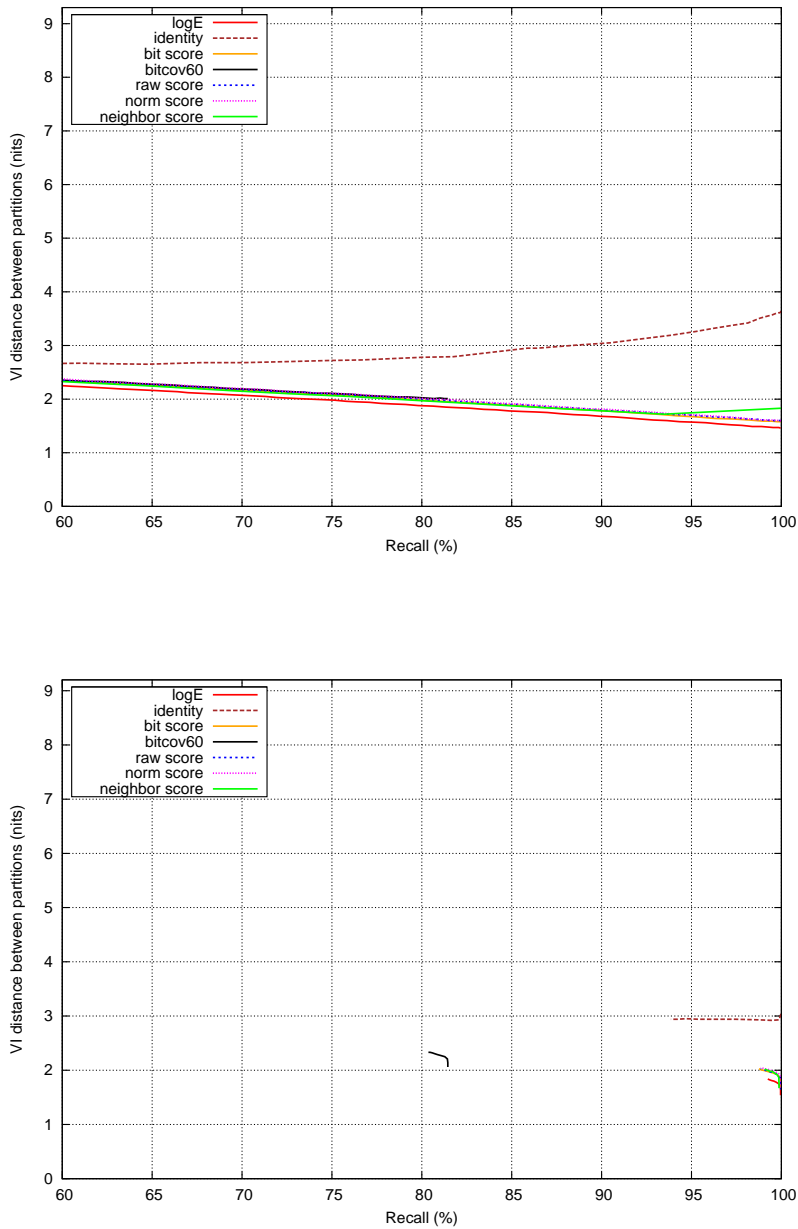 9
8
7
6
5
4
3
2
1
0
VI distance between partitions (nits)
logE
identity
bit score
bitcov60
raw score
norm score
neighbor score
60 65 70 75 80 85 90 95 100
Recall (%)
9
8
7
6
5
4
3
2
1
0
VI distance between partitions (nits)
logE
identity
bit score
bitcov60
raw score
norm score
neighbor score
60 65 70 75 80 85 90 95 100
Recall (%)